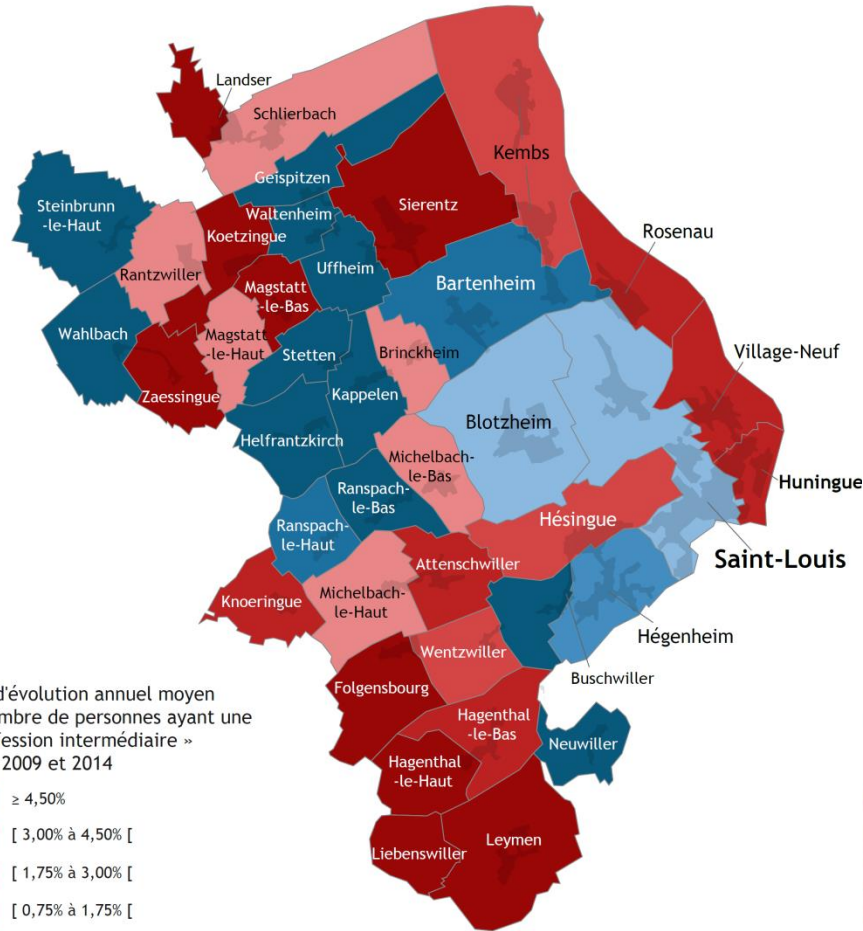 Landser
Schlierbach
Kembs
Geispitzen
Steinbrunn
-le-Haut
Sierentz
Waltenheim
Koetzingue
Rosenau
Rantzwiller
Uffheim
Bartenheim
Magstatt
-le-Bas
Wahlbach
Magstatt
-le-Haut
Stetten
Brinckheim
Village-Neuf
Zaessingue
Kappelen
Blotzheim
Helfrantzkirch
Michelbach-
le-Bas
Huningue
Ranspach-
le-Bas
Hésingue
Ranspach-
le-Haut
Saint-Louis
Attenschwiller
Michelbach-
le-Haut
Knoeringue
Hégenheim
Wentzwiller
Buschwiller
Folgensbourg
Hagenthal
-le-Bas
Neuwiller
Hagenthal
-le-Haut
Leymen
Liebenswiller
d'évolution annuel moyen
de personnes ayant une
intermédiaire »
2009 et 2014
≥ 4,50%
[ 3,00% à 4,50% [
[ 1,75% à 3,00% [
[ 0,75% à 1,75% [